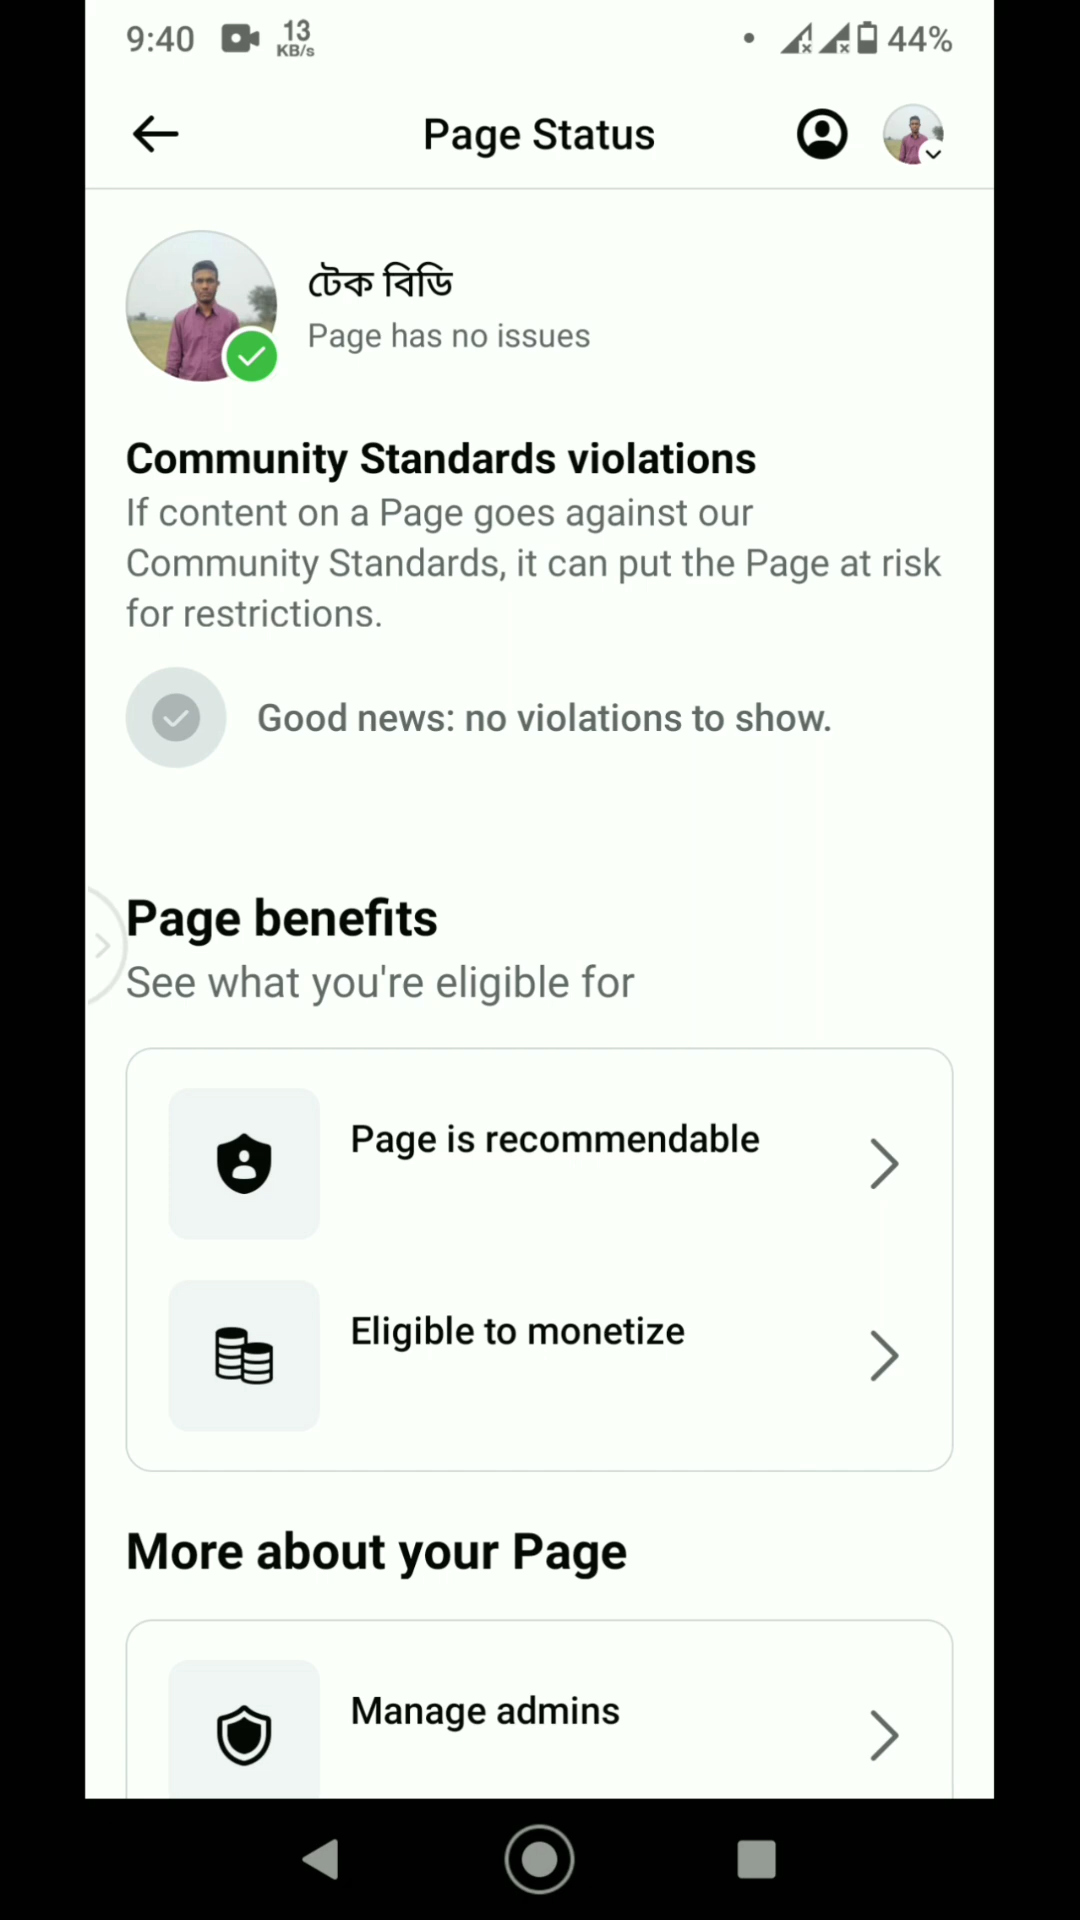 9:40
13
KB/s
44%
Page Status
টেক বিডি
Page has no issues
Community Standards violations
If content on a Page goes against our
Community Standards, it can put the Page at risk
for restrictions.
Good news: no violations to show.
Page benefits
See what you're eligible for
Page is recommendable
Eligible to monetize
More about your Page
Manage admins